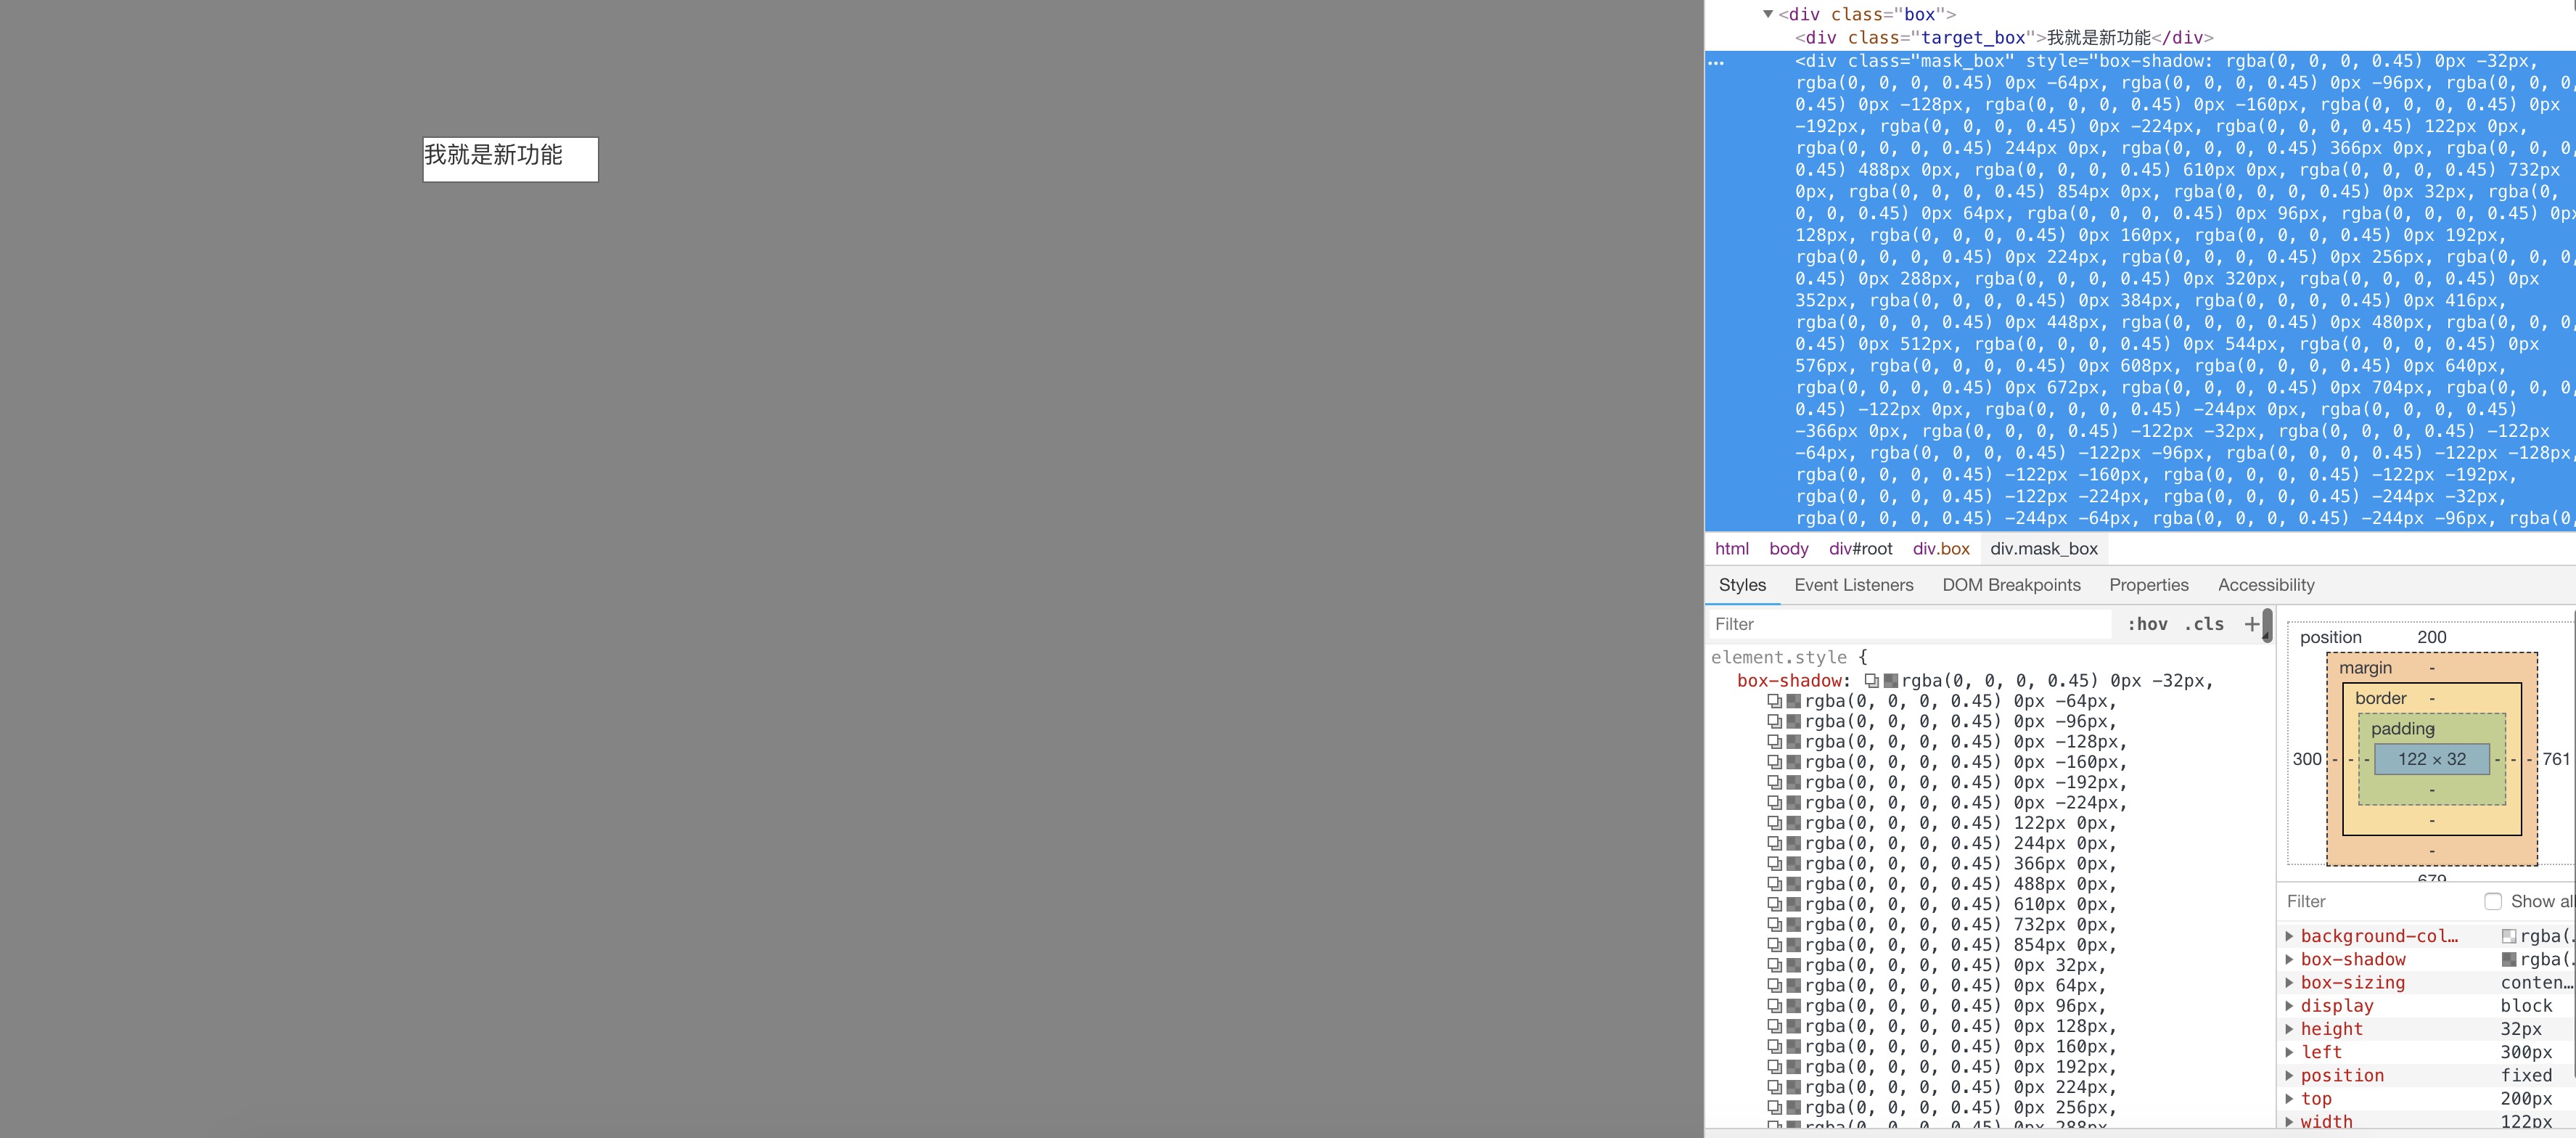 我就是新功能
<div class="box">
<div class="target_box">我就是新功能</div>
<div class="mask_box" style="box-shadow: rgba(0, 0, 0, 0.45) 0px -32px,
rgba(0, 0, 0, 0.45) 0px -64px, rgba(0, 0, 0, 0.45) 0px -96px, rgba(0, 0, 0,
0.45) 0px -128px, rgba(0, 0, 0, 0.45) 0px -160px, rgba(0, 0, 0, 0.45) 0px
-192px, rgba(0, 0, 0, 0.45) 0px -224px, rgba(0, 0, 0, 0.45) 122px 0px,
rgba(0, 0, 0, 0.45) 244px 0px, rgba(0, 0, 0, 0.45) 366px 0px, rgba(0, 0, 0,
0.45) 488px 0px, rgba(0, 0, 0, 0.45) 610px 0px, rgba(0, 0, 0, 0.45) 732px
0px, rgba(0, 0, 0, 0.45) 854px 0px, rgba(0, 0, 0, 0.45) 0px 32px, rgba(0,
0, 0, 0.45) 0px 64px, rgba(0, 0, 0, 0.45) 0px 96px, rgba(0, 0, 0, 0.45) 0px
128px, rgba(0, 0, 0, 0.45) 0px 160px, rgba(0, 0, 0, 0.45) 0px 192px,
rgba(0, 0, 0, 0.45) 0px 224px, rgba(0, 0, 0, 0.45) 0px 256px, rgba(0, 0, 0,
0.45) 0px 288px, rgba(0, 0, 0, 0.45) 0px 320px, rgba(0, 0, 0, 0.45) 0px
352px, rgba(0, 0, 0, 0.45) 0px 384px, rgba(0, 0, 0, 0.45) 0px 416px,
rgba(0, 0, 0, 0.45) 0px 448px, rgba(0, 0, 0, 0.45) 0px 480px, rgba(0, 0, 0,
0.45) 0px 512px, rgba(0, 0, 0, 0.45) 0px 544px, rgba(0, 0, 0, 0.45) 0px
576px, rgba(0, 0, 0, 0.45) 0px 608px, rgba(0, 0, 0, 0.45) 0px 640px,
rgba(0, 0, 0, 0.45) 0px 672px, rgba(0, 0, 0, 0.45) 0px 704px, rgba(0, 0, 0,
0.45) -122px 0px, rgba(0, 0, 0, 0.45) -244px 0px, rgba(0, 0, 0, 0.45)
-366px 0px, rgba(0, 0, 0, 0.45) -122px -32px, rgba(0, 0, 0, 0.45) -122px
-64px, rgba(0, 0, 0, 0.45) -122px -96px, rgba(0, 0, 0, 0.45) -122px -128px,
rgba(0, 0, 0, 0.45) -122px -160px, rgba(0, 0, 0, 0.45) -122px -192px,
rgba(0, 0, 0, 0.45) -122px -224px, rgba(0, 0, 0, 0.45) -244px -32px,
rgba(0, 0, 0, 0.45) -244px -64px, rgba(0, 0, 0, 0.45) -244px -96px, rgba(0,
html body div#root div.box div.mask_box
Styles Event Listeners DOM Breakpoints Properties Accessibility
Filter :hov .cls +
element.style {
box-shadow: rgba(0, 0, 0, 0.45) 0px -32px,
rgba(0, 0, 0, 0.45) 0px -64px,
rgba(0, 0, 0, 0.45) 0px -96px,
rgba(0, 0, 0, 0.45) 0px -128px,
rgba(0, 0, 0, 0.45) 0px -160px,
rgba(0, 0, 0, 0.45) 0px -192px,
rgba(0, 0, 0, 0.45) 0px -224px,
rgba(0, 0, 0, 0.45) 122px 0px,
rgba(0, 0, 0, 0.45) 244px 0px,
rgba(0, 0, 0, 0.45) 366px 0px,
rgba(0, 0, 0, 0.45) 488px 0px,
rgba(0, 0, 0, 0.45) 610px 0px,
rgba(0, 0, 0, 0.45) 732px 0px,
rgba(0, 0, 0, 0.45) 854px 0px,
rgba(0, 0, 0, 0.45) 0px 32px,
rgba(0, 0, 0, 0.45) 0px 64px,
rgba(0, 0, 0, 0.45) 0px 96px,
rgba(0, 0, 0, 0.45) 0px 128px,
rgba(0, 0, 0, 0.45) 0px 160px,
rgba(0, 0, 0, 0.45) 0px 192px,
rgba(0, 0, 0, 0.45) 0px 224px,
rgba(0, 0, 0, 0.45) 0px 256px,
rgba(0, 0, 0, 0.45) 0px 288px,
position 200
margin -
border -
padding
300 - - - 122 × 32 - - - 761
-
-
-
679
Filter Show all
background-col… rgba(
box-shadow rgba(
box-sizing conten…
display block
height 32px
left 300px
position fixed
top 200px
width 122px